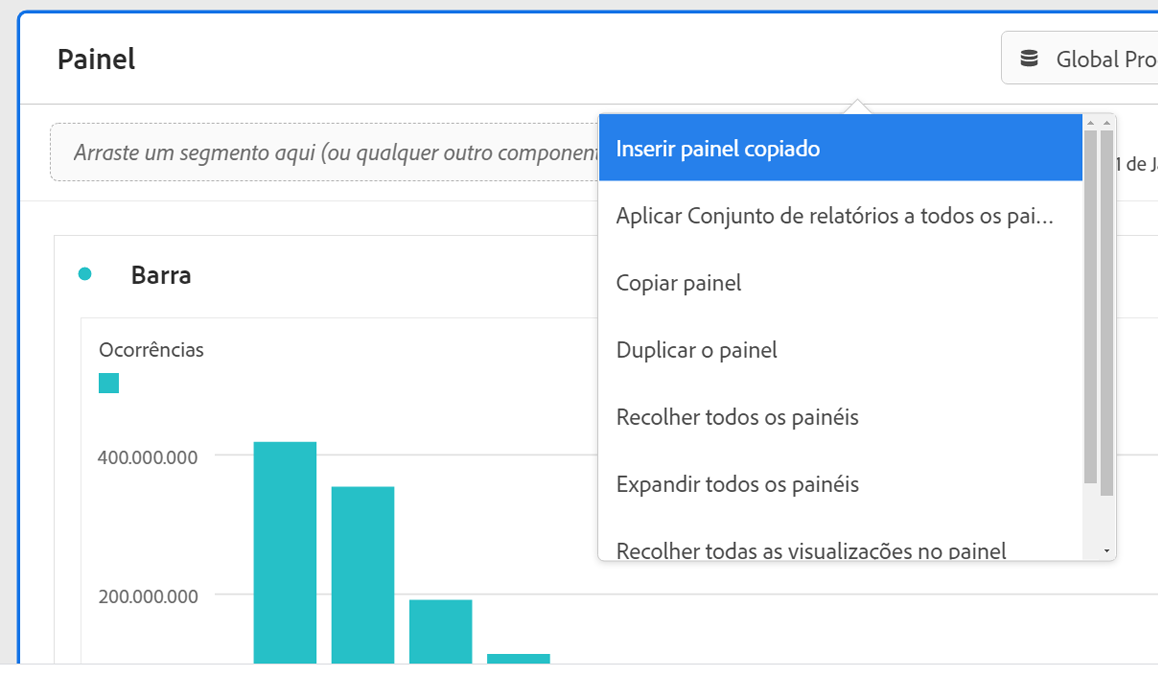 Painel
Global Pro
Arraste um segmento aqui (ou qualquer outro component
Inserir painel copiado
1 de Ja
Aplicar Conjunto de relatórios a todos os pai...
Barra
Copiar painel
Ocorrências
Duplicar o painel
Recolher todos os painéis
400.000.000
Expandir todos os painéis
Recolher todas as visualizações no painel
200.000.000